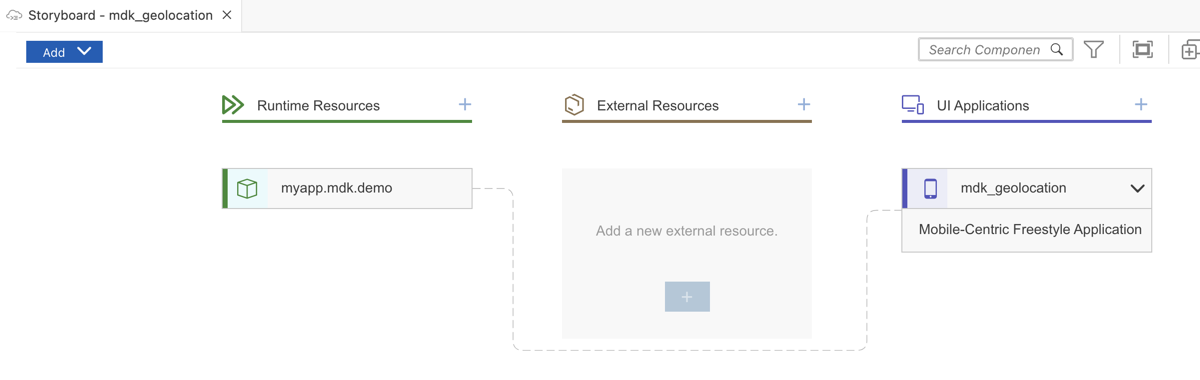 Storyboard - mdk_geolocation
Add
Search Componen
Runtime Resources
External Resources
UI Applications
myapp.mdk.demo
mdk_geolocation
Add a new external resource.
Mobile-Centric Freestyle Application